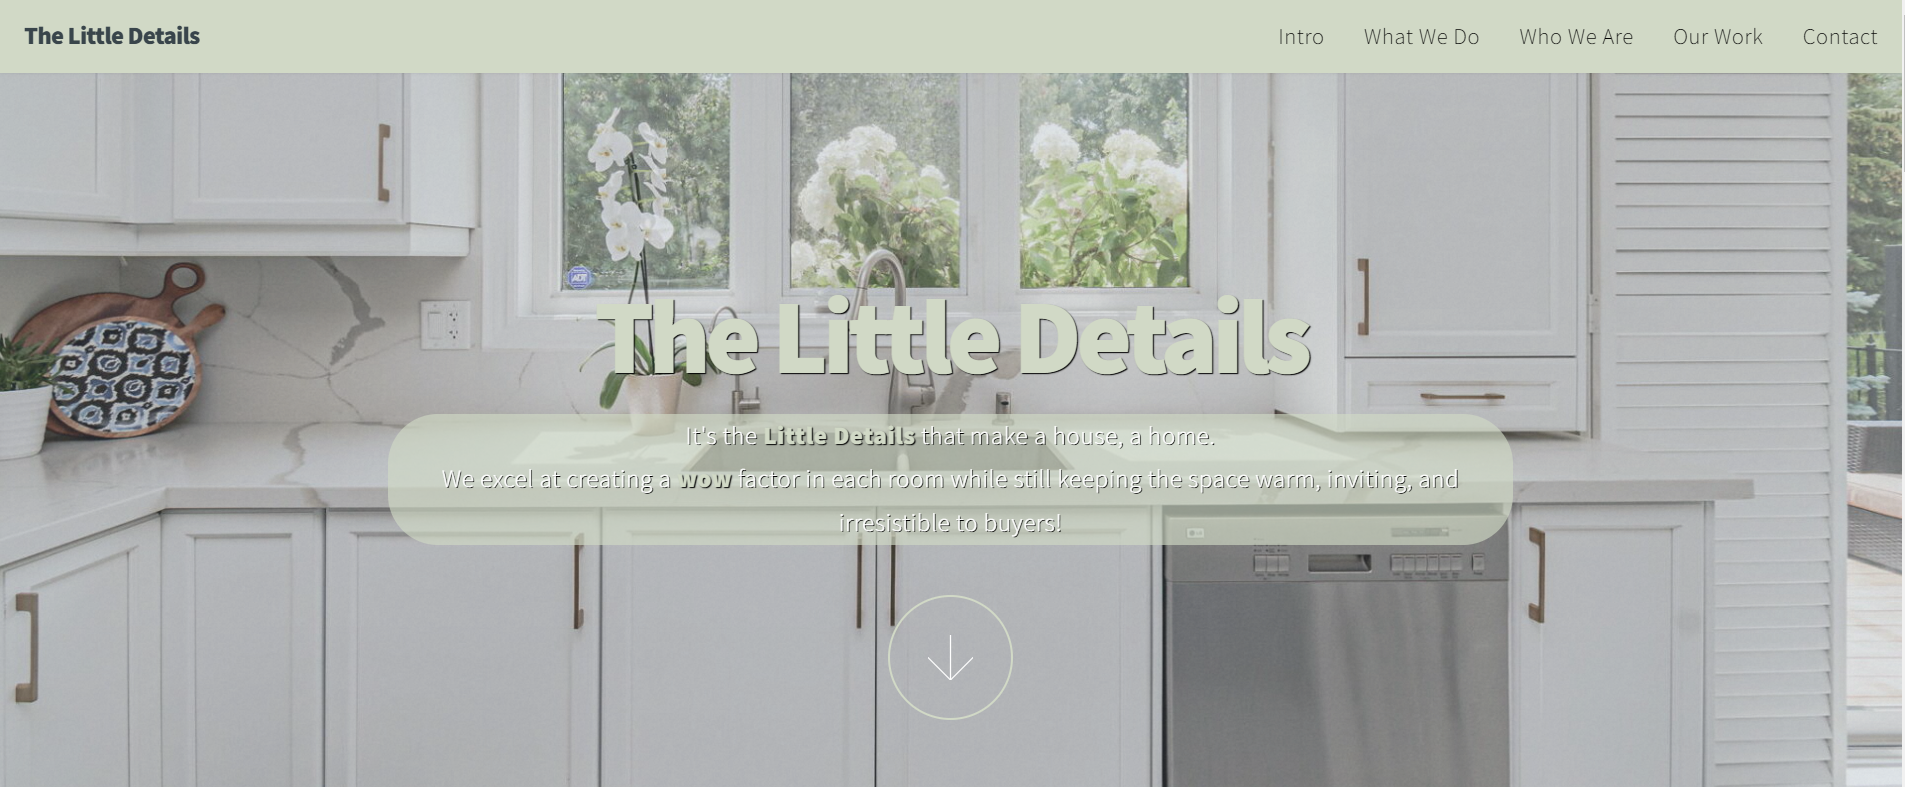 The Little Details
Intro What We Do Who We Are Our Work Contact
ADT
The Little Details
It's the Little Details that make a house, a home.
We excel at creating a wow factor in each room while still keeping the space warm, inviting, and
irresistible to buyers!
LG